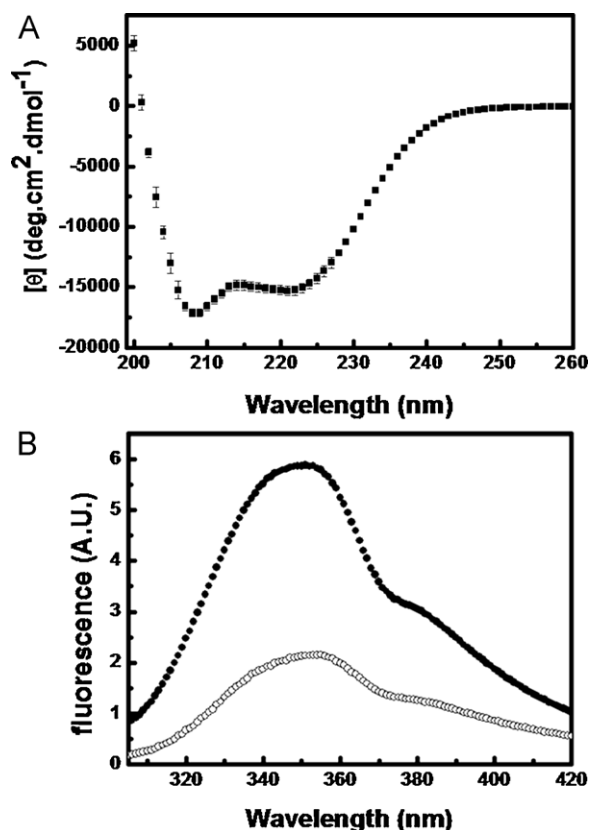 A
[θ] (deg.cm².dmol⁻¹)
5000
0
-5000
-10000
-15000
-20000
200 210 220 230 240 250 260
Wavelength (nm)
B
fluorescence (A.U.)
6
5
4
3
2
1
0
320 340 360 380 400 420
Wavelength (nm)